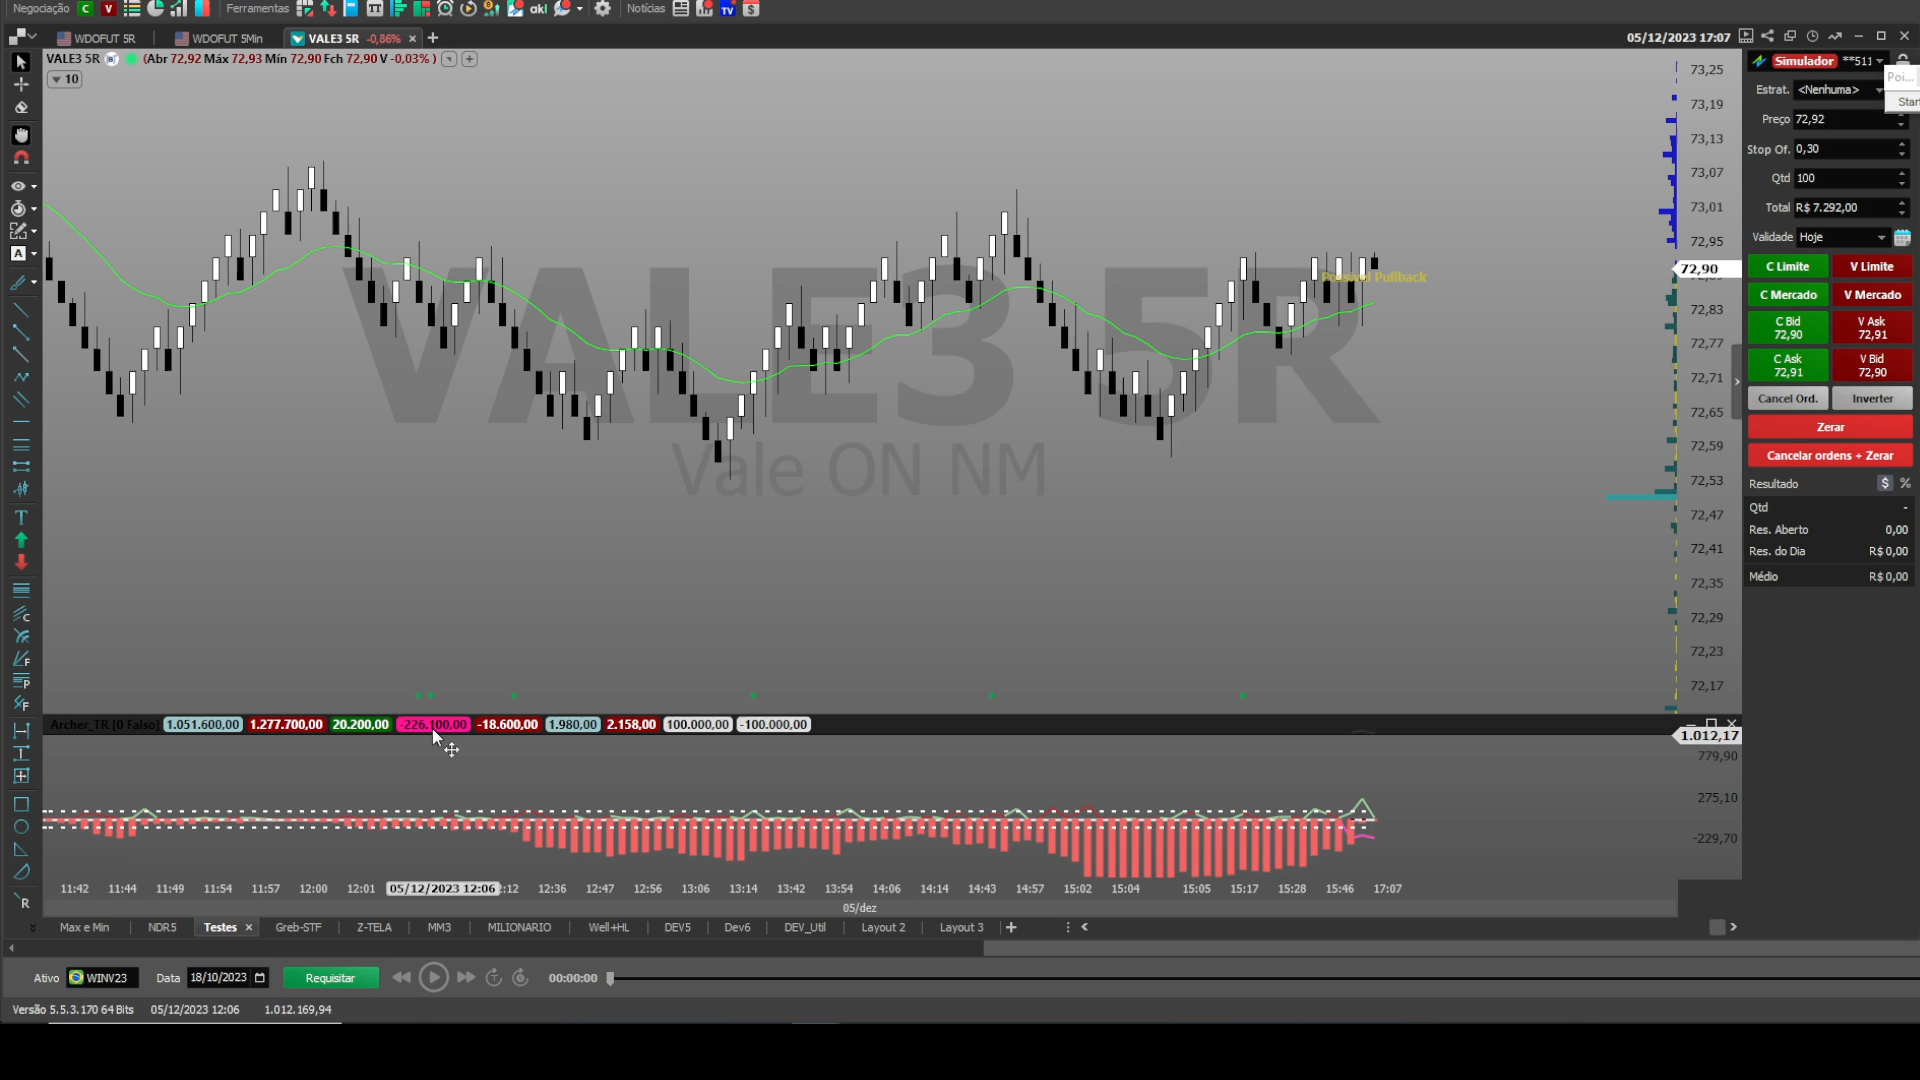 Negociação C V Ferramentas TT akl Notícias TV $
WDOFUT 5R WDOFUT 5Min VALE3 5R -0,86% × + 05/12/2023 17:07
VALE3 5R (Abr 72,92 Máx 72,93 Mín 72,90 Fch 72,90 V -0,03% )
10
73,25
73,19
73,13
73,07
73,01
72,95
72,90
72,83
72,77
72,71
72,65
72,59
72,53
72,47
72,41
72,35
72,29
72,23
72,17
VALE3 5R
Vale ON NM
Possível Pullback
Simulador **511
Poi...
Start
Estrat. <Nenhuma>
Preço 72,92
Stop Of. 0,30
Qtd 100
Total R$ 7.292,00
Validade Hoje
C Limite V Limite
C Mercado V Mercado
C Bid V Ask
72,90 72,91
C Ask V Bid
72,91 72,90
Cancel Ord. Inverter
Zerar
Cancelar ordens + Zerar
Resultado $ %
Qtd -
Res. Aberto 0,00
Res. do Dia R$ 0,00
Médio R$ 0,00
Archer_TR [0 Falso] 1.051.600,00 1.277.700,00 20.200,00 -226.100,00 -18.600,00 1.980,00 2.158,00 100.000,00 -100.000,00
1.012,17
779,90
275,10
-229,70
11:42 11:44 11:49 11:54 11:57 12:00 12:01 05/12/2023 12:06 :12 12:36 12:47 12:56 13:06 13:14 13:42 13:54 14:06 14:14 14:43 14:57 15:02 15:04 15:05 15:17 15:28 15:46 17:07
05/dez
Max e Min NDR5 Testes × Greb-STF Z-TELA MM3 MILIONARIO Well+HL DEV5 Dev6 DEV_Util Layout 2 Layout 3 +
Ativo WINV23 Data 18/10/2023 Requisitar 00:00:00
Versão 5.5.3.170 64 Bits 05/12/2023 12:06 1.012.169,94